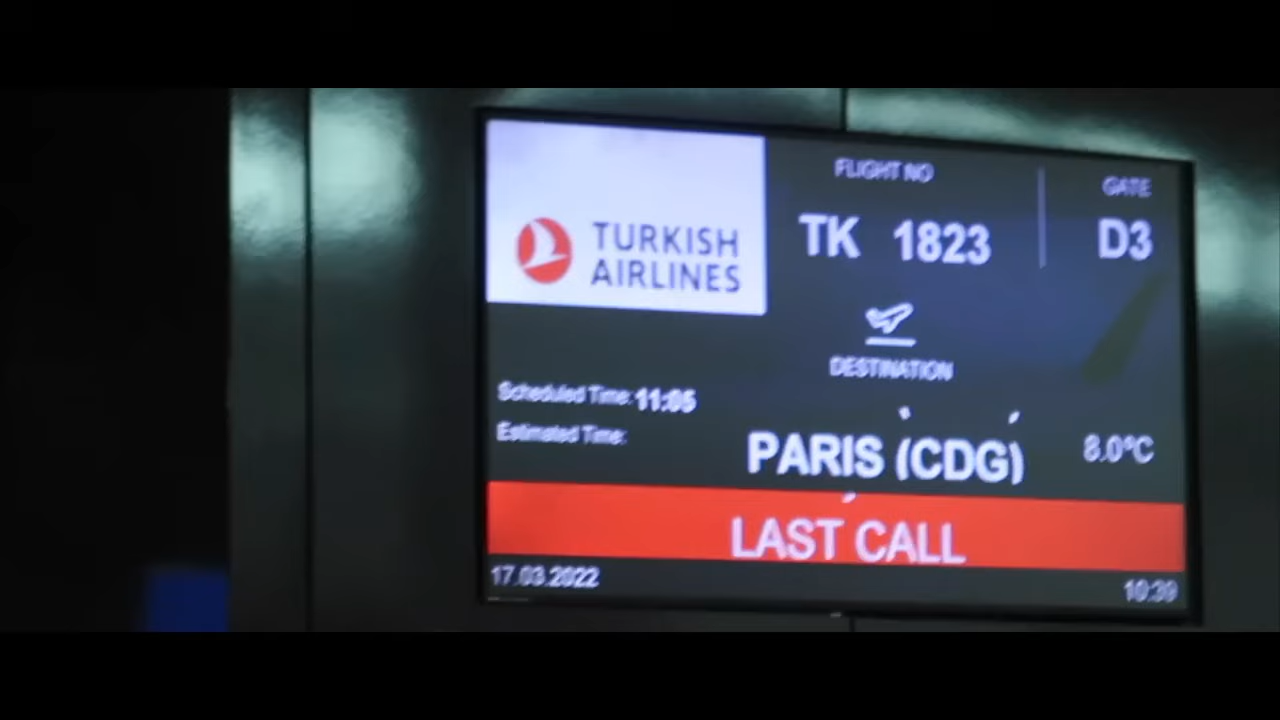 TURKISH
AIRLINES
FLIGHT NO
TK 1823
GATE
D3
DESTINATION
Scheduled Time: 11:05
Estimated Time:
PARIS (CDG)
8.0°C
LAST CALL
17.03.2022
10:39